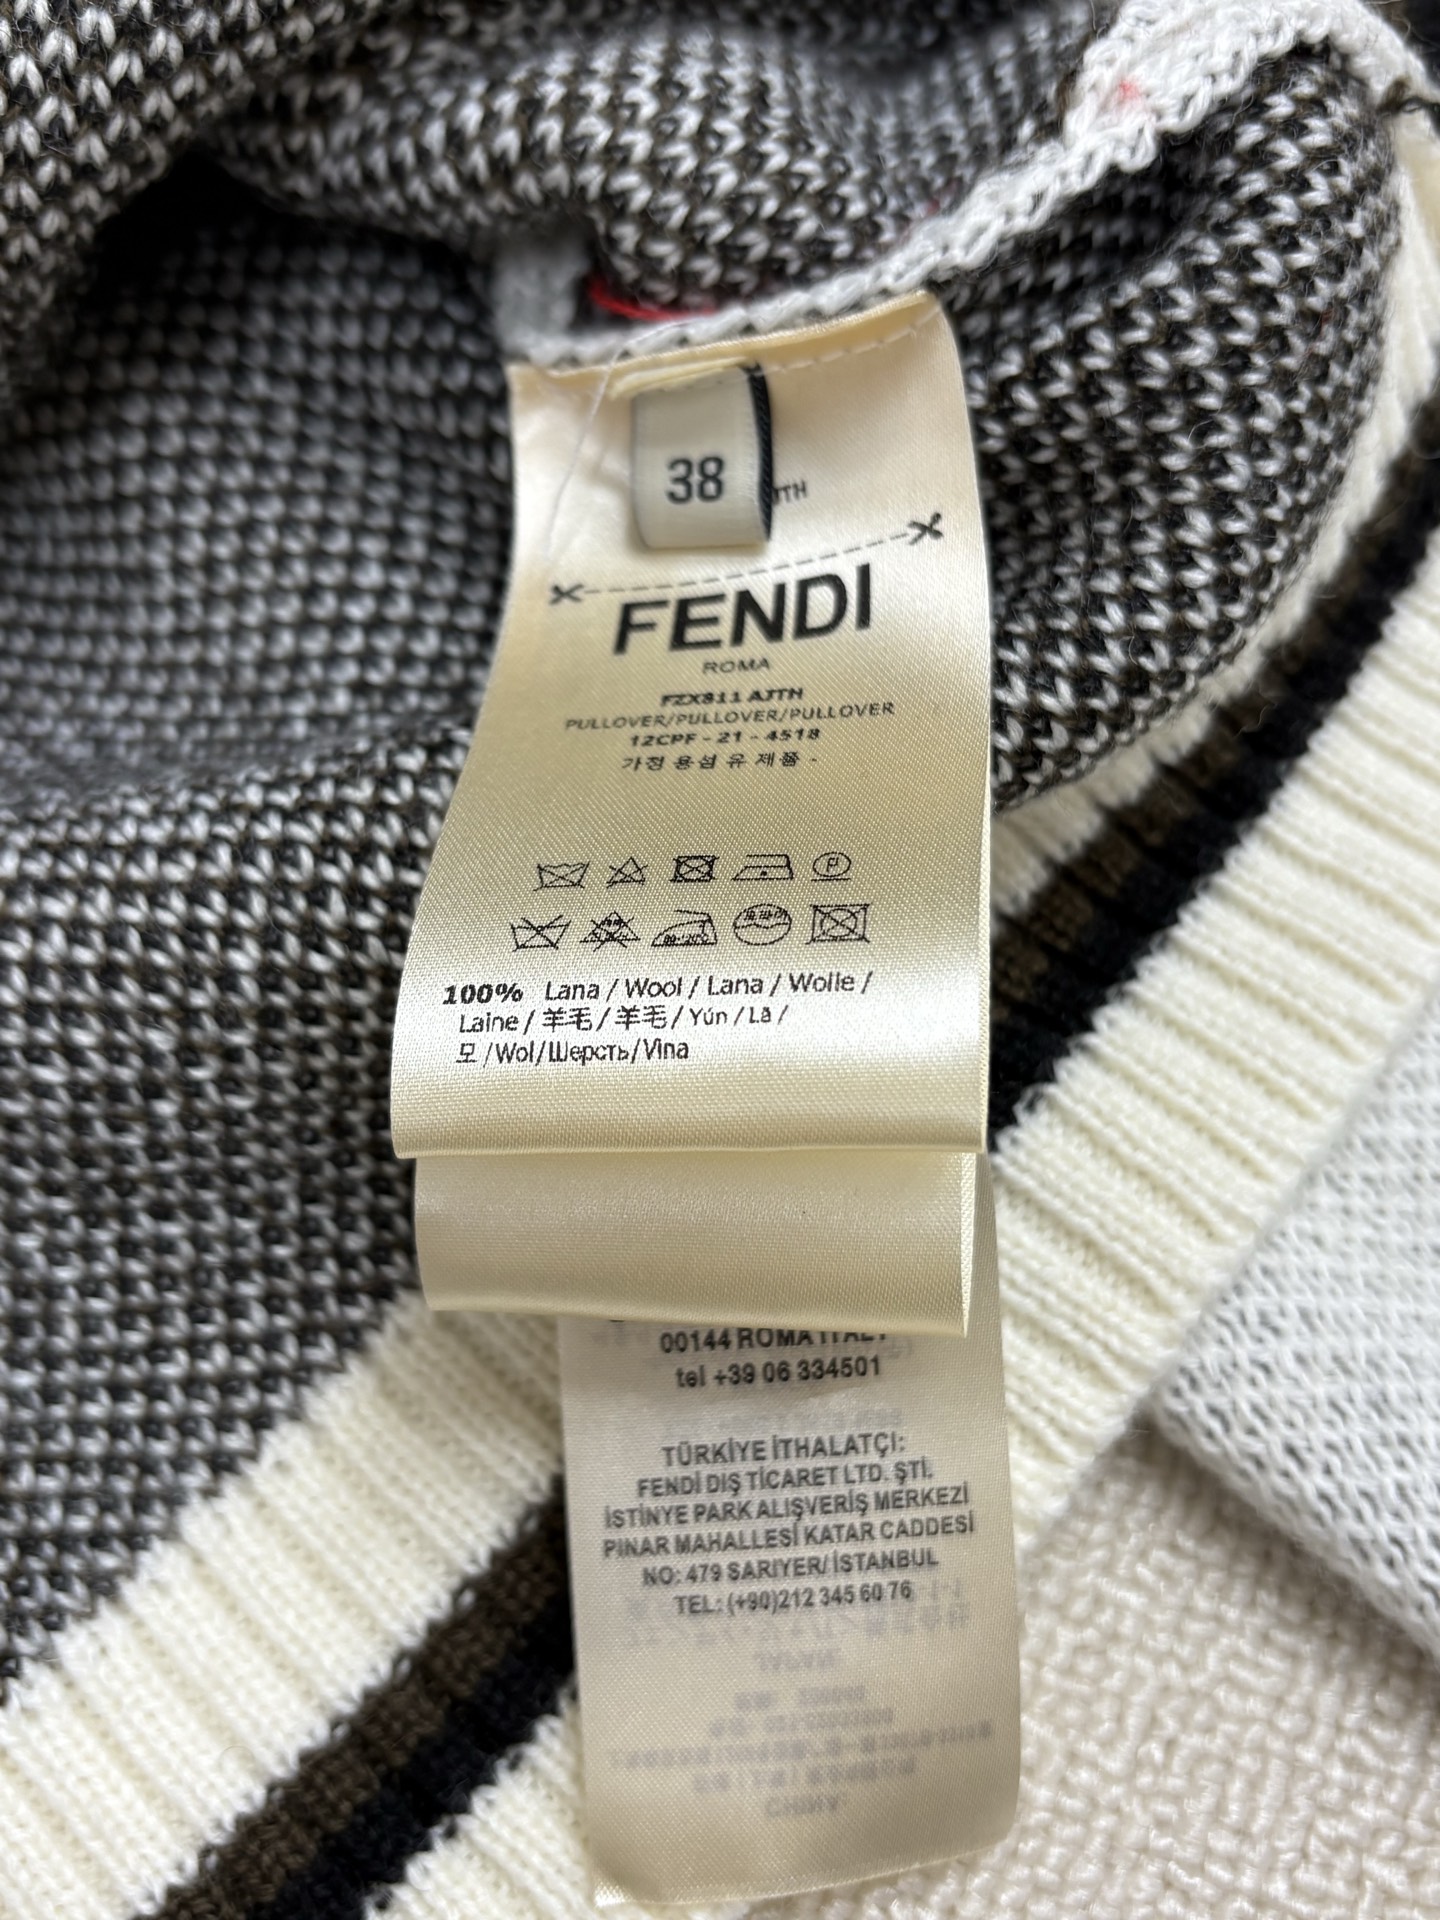 38
FENDI
ROMA
FZX811 AJTH
PULLOVER/PULLOVER/PULLOVER
12CPF - 21 - 4518
가정 용 섬 유 제 품 -
P
100% Lana / Wool / Lana / Wolle /
Laine / 羊毛 / 羊毛 / Yún / Lã /
모 / Wol / Шерсть / Vlna
00144 ROMA ITALY
tel +39 06 334501
TÜRKİYE İTHALATÇI:
FENDİ DIŞ TİCARET LTD. ŞTİ.
İSTİNYE PARK ALIŞVERİŞ MERKEZİ
PINAR MAHALLESİ KATAR CADDESİ
NO: 479 SARIYER/ İSTANBUL
TEL: (+90)212 345 60 76